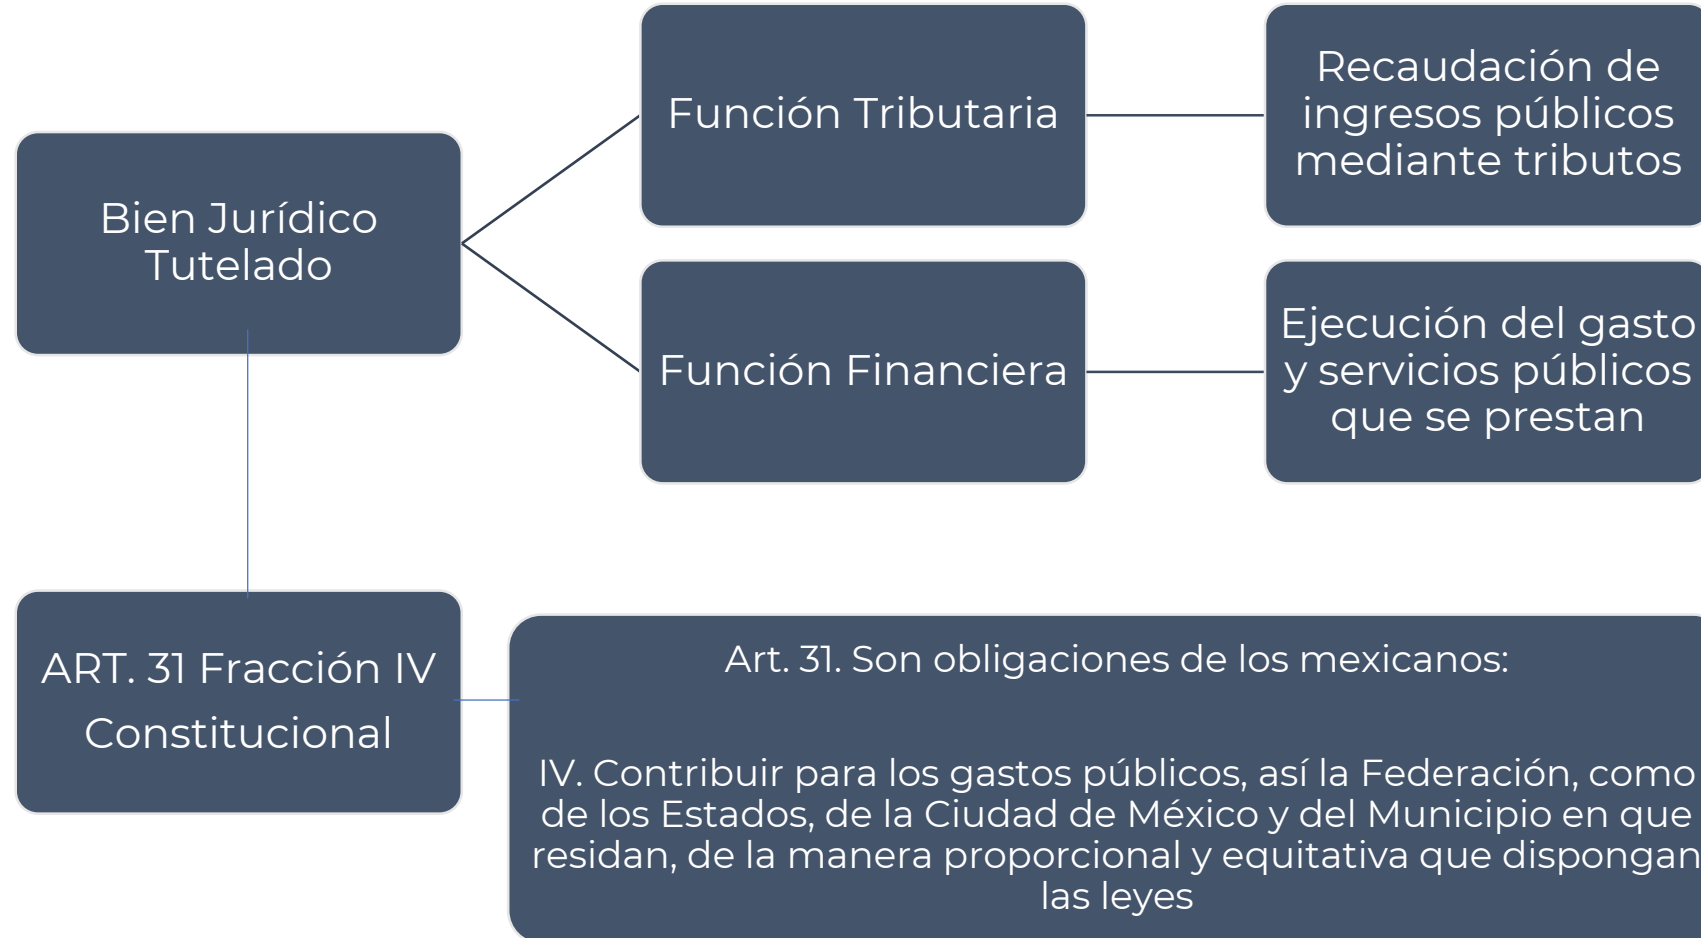 Bien Jurídico
Tutelado
Función Tributaria
Recaudación de
ingresos públicos
mediante tributos
Función Financiera
Ejecución del gasto
y servicios públicos
que se prestan
ART. 31 Fracción IV
Constitucional
Art. 31. Son obligaciones de los mexicanos:
IV. Contribuir para los gastos públicos, así la Federación, como
de los Estados, de la Ciudad de México y del Municipio en que
residan, de la manera proporcional y equitativa que dispongan
las leyes